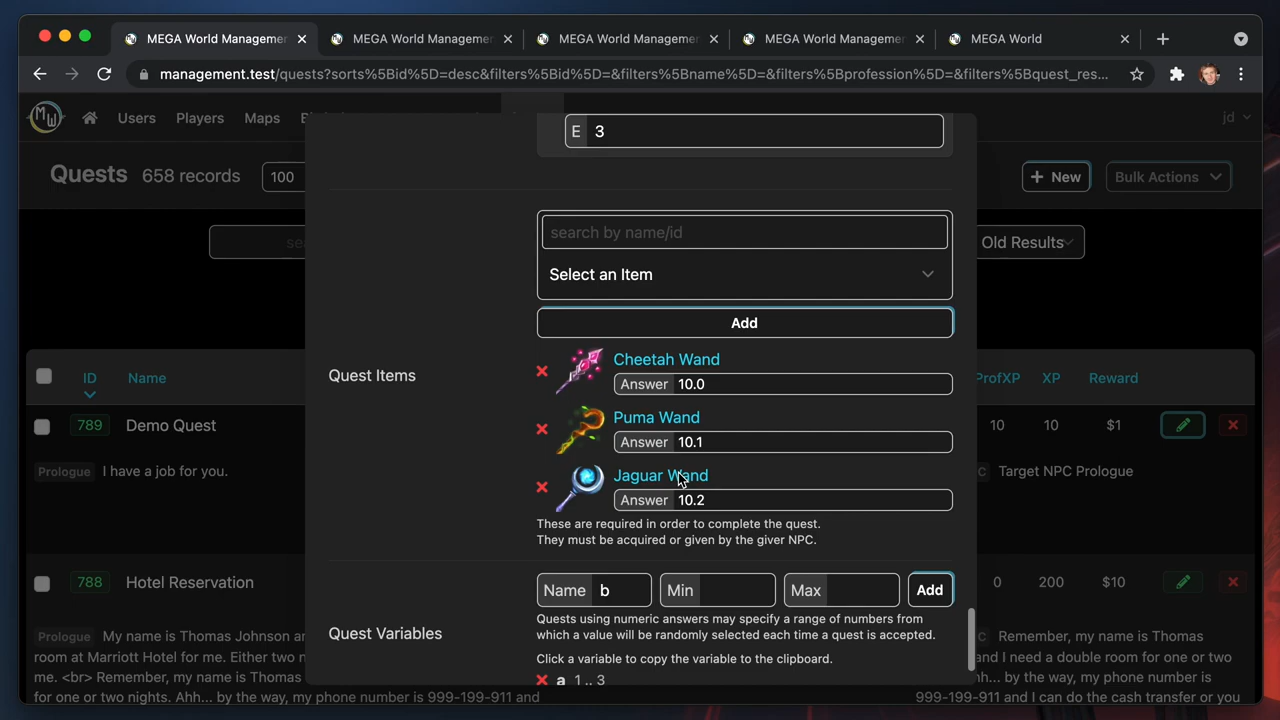 MEGA World Manageme
MEGA World Managemen
MEGA World Managemen
MEGA World Managemen
MEGA World
management.test/quests?sorts%5Bid%5D=desc&filters%5Bid%5D=&filters%5Bname%5D=&filters%5Bprofession%5D=&filters%5Bquest_res...
MW
Users
Players
Maps
jd
Quests
658 records
100
+ New
Bulk Actions
Old Results
ID
Name
ProfXP
XP
Reward
789
Demo Quest
10
10
$1
Prologue
I have a job for you.
Target NPC Prologue
788
Hotel Reservation
0
200
$10
Prologue
My name is Thomas Johnson an
room at Marriott Hotel for me. Either two n
<br> Remember, my name is Thomas
for one or two nights. Ahh... by the way, my phone number is 999-199-911 and
Remember, my name is Thomas
and I need a double room for one or two
by the way, my phone number is
999-199-911 and I can do the cash transfer or you
E
3
search by name/id
Select an Item
Add
Quest Items
Cheetah Wand
Answer
10.0
Puma Wand
Answer
10.1
Jaguar Wand
Answer
10.2
These are required in order to complete the quest.
They must be acquired or given by the giver NPC.
Quest Variables
Name
b
Min
Max
Add
Quests using numeric answers may specify a range of numbers from
which a value will be randomly selected each time a quest is accepted.
Click a variable to copy the variable to the clipboard.
a 1 .. 3